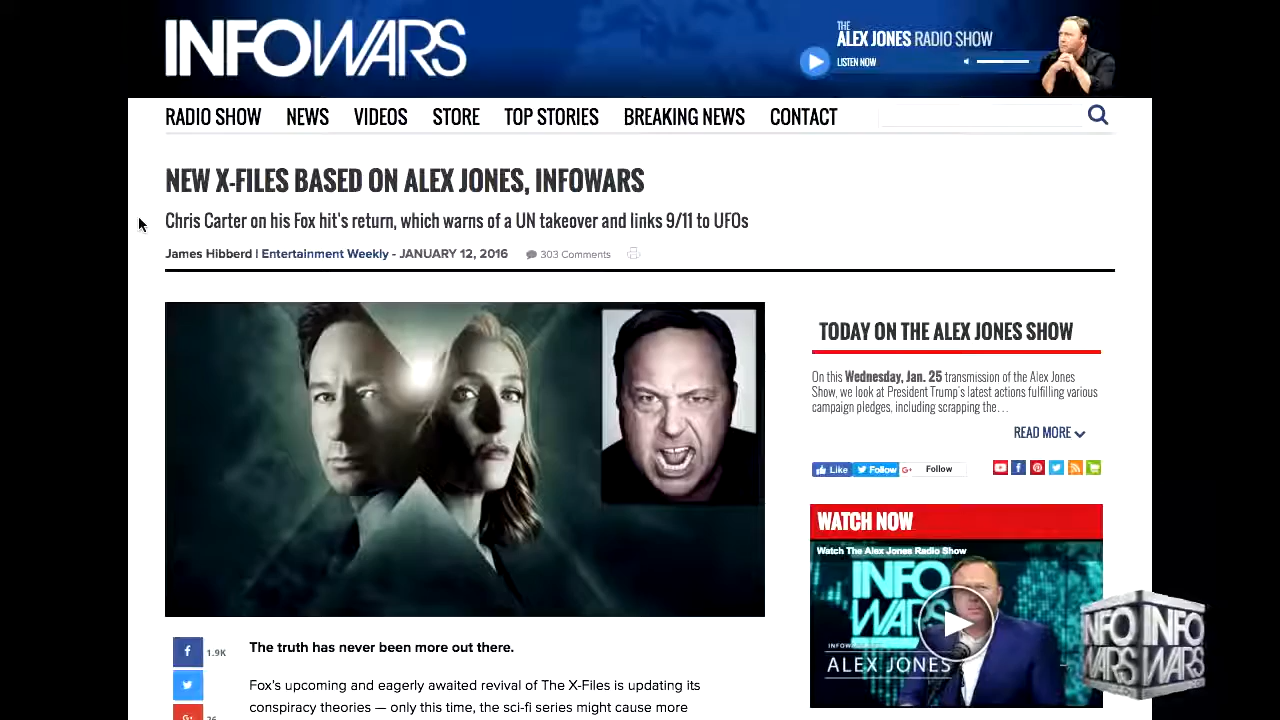 INFOWARS
THE
ALEX JONES RADIO SHOW
LISTEN NOW
RADIO SHOW NEWS VIDEOS STORE TOP STORIES BREAKING NEWS CONTACT
NEW X-FILES BASED ON ALEX JONES, INFOWARS
Chris Carter on his Fox hit's return, which warns of a UN takeover and links 9/11 to UFOs
James Hibberd | Entertainment Weekly - JANUARY 12, 2016 303 Comments
TODAY ON THE ALEX JONES SHOW
On this Wednesday, Jan. 25 transmission of the Alex Jones
Show, we look at President Trump's latest actions fulfilling various
campaign pledges, including scrapping the…
READ MORE
Like Follow G+ Follow
WATCH NOW
Watch The Alex Jones Radio Show
INFO
WARS
ALEX JONES
INFO INFO
WARS WARS
f 1.9K
The truth has never been more out there.
Fox's upcoming and eagerly awaited revival of The X-Files is updating its
conspiracy theories — only this time, the sci-fi series might cause more